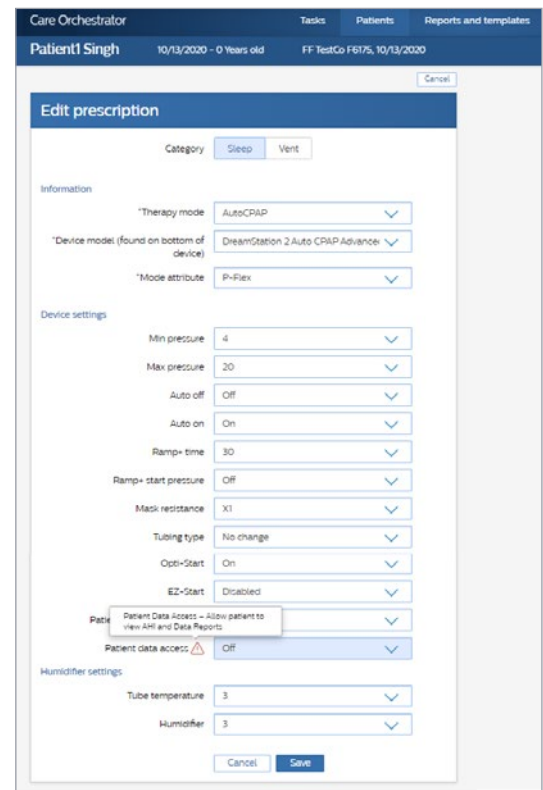 Care Orchestrator Tasks Patients Reports and templates
Patient1 Singh 10/13/2020 - 0 Years old FF TestCo F6175, 10/13/2020
Cancel
Edit prescription
Category Sleep Vent
Information
*Therapy mode AutoCPAP
*Device model (found on bottom of device) DreamStation 2 Auto CPAP Advanced
*Mode attribute P-Flex
Device settings
Min pressure 4
Max pressure 20
Auto off Off
Auto on On
Ramp+ time 30
Ramp+ start pressure Off
Mask resistance X1
Tubing type No change
Opti-Start On
EZ-Start Disabled
Patie
Patient Data Access – Allow patient to
view AHI and Data Reports
Patient data access Off
Humidifier settings
Tube temperature 3
Humidifier 3
Cancel Save